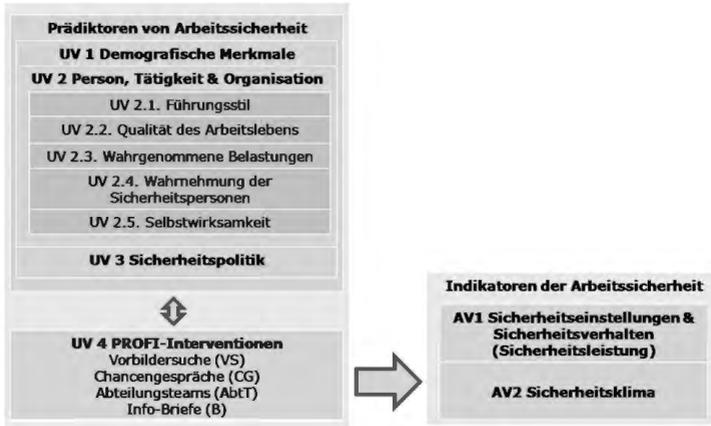 Prädiktoren von Arbeitssicherheit
UV 1 Demografische Merkmale
UV 2 Person, Tätigkeit & Organisation
UV 2.1. Führungsstil
UV 2.2. Qualität des Arbeitslebens
UV 2.3. Wahrgenommene Belastungen
UV 2.4. Wahrnehmung der
Sicherheitspersonen
UV 2.5. Selbstwirksamkeit
UV 3 Sicherheitspolitik
UV 4 PROFI-Interventionen
Vorbildersuche (VS)
Chancengespräche (CG)
Abteilungsteams (AbtT)
Info-Briefe (B)
Indikatoren der Arbeitssicherheit
AV1 Sicherheitseinstellungen &
Sicherheitsverhalten
(Sicherheitsleistung)
AV2 Sicherheitsklima